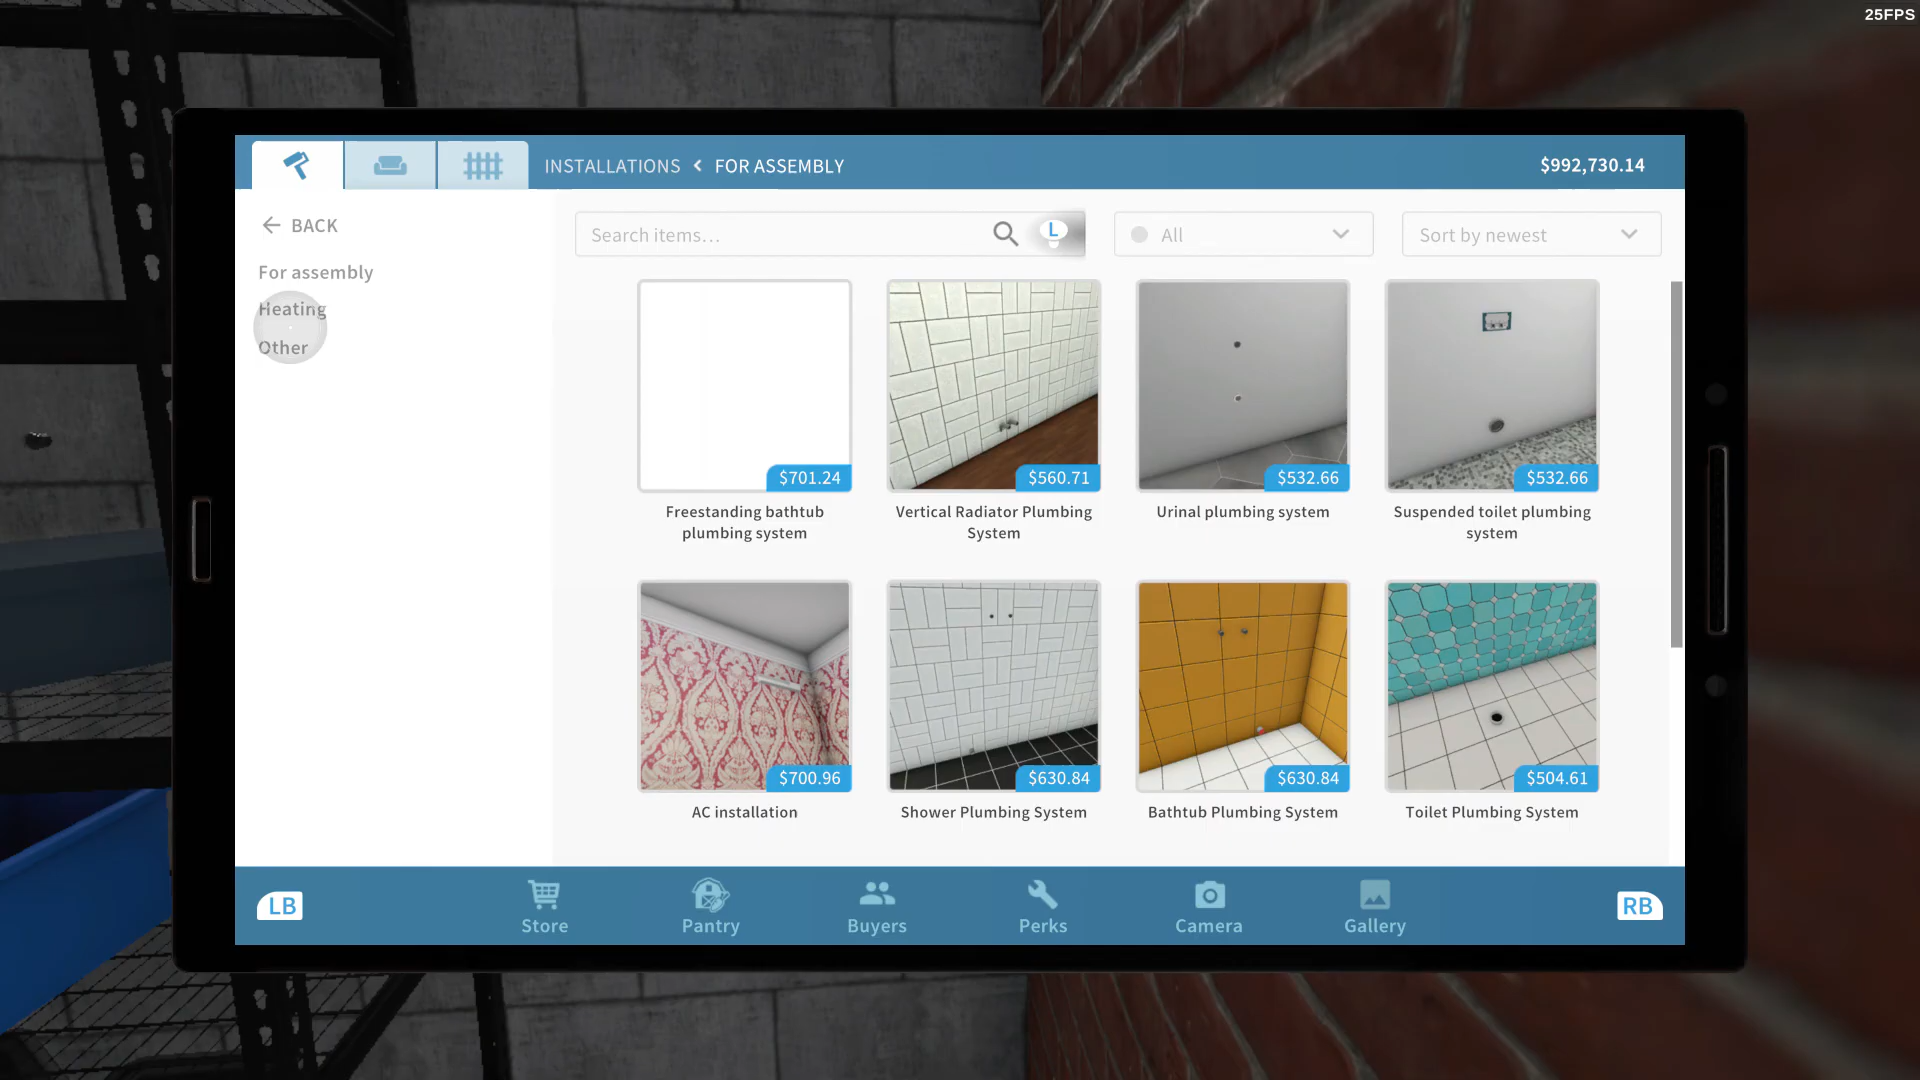 25FPS
INSTALLATIONS < FOR ASSEMBLY
$992,730.14
BACK
For assembly
Heating
Other
Search items...
L
All
Sort by newest
$701.24
$560.71
$532.66
$532.66
Freestanding bathtub
plumbing system
Vertical Radiator Plumbing
System
Urinal plumbing system
Suspended toilet plumbing
system
$700.96
$630.84
$630.84
$504.61
AC installation
Shower Plumbing System
Bathtub Plumbing System
Toilet Plumbing System
LB
Store
Pantry
Buyers
Perks
Camera
Gallery
RB